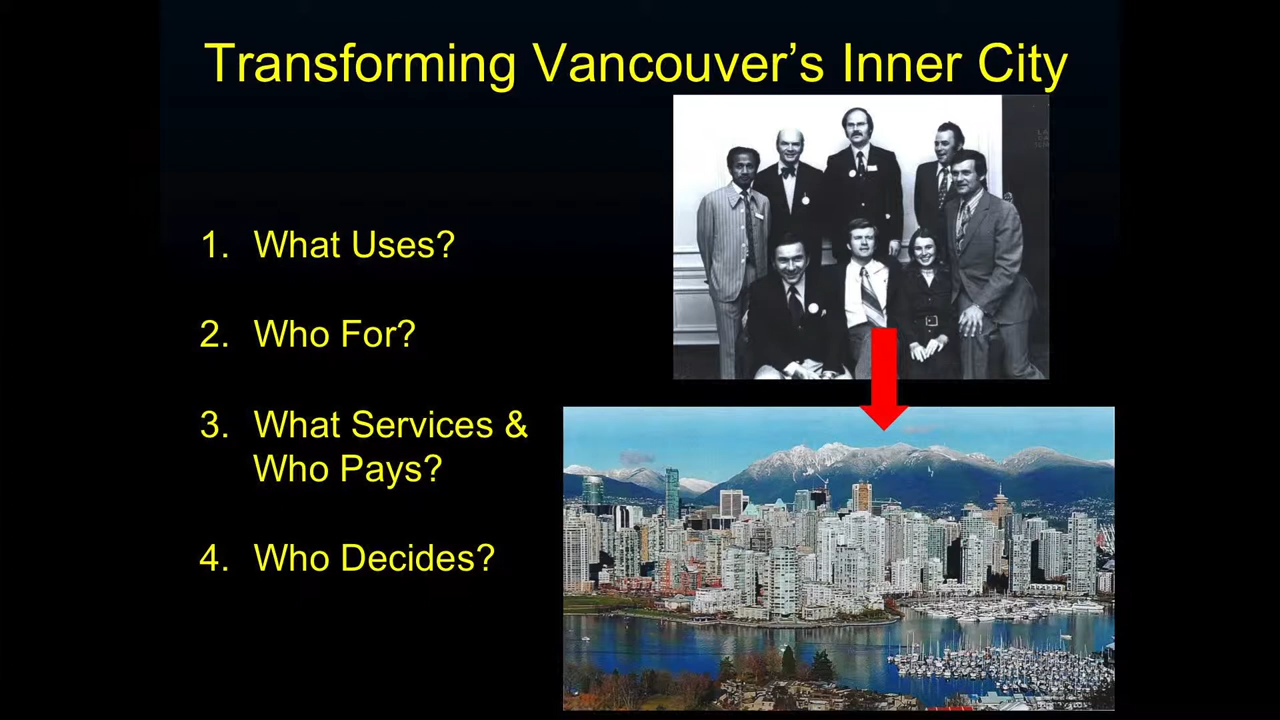 Transforming Vancouver's Inner City
1. What Uses?
2. Who For?
3. What Services &
Who Pays?
4. Who Decides?